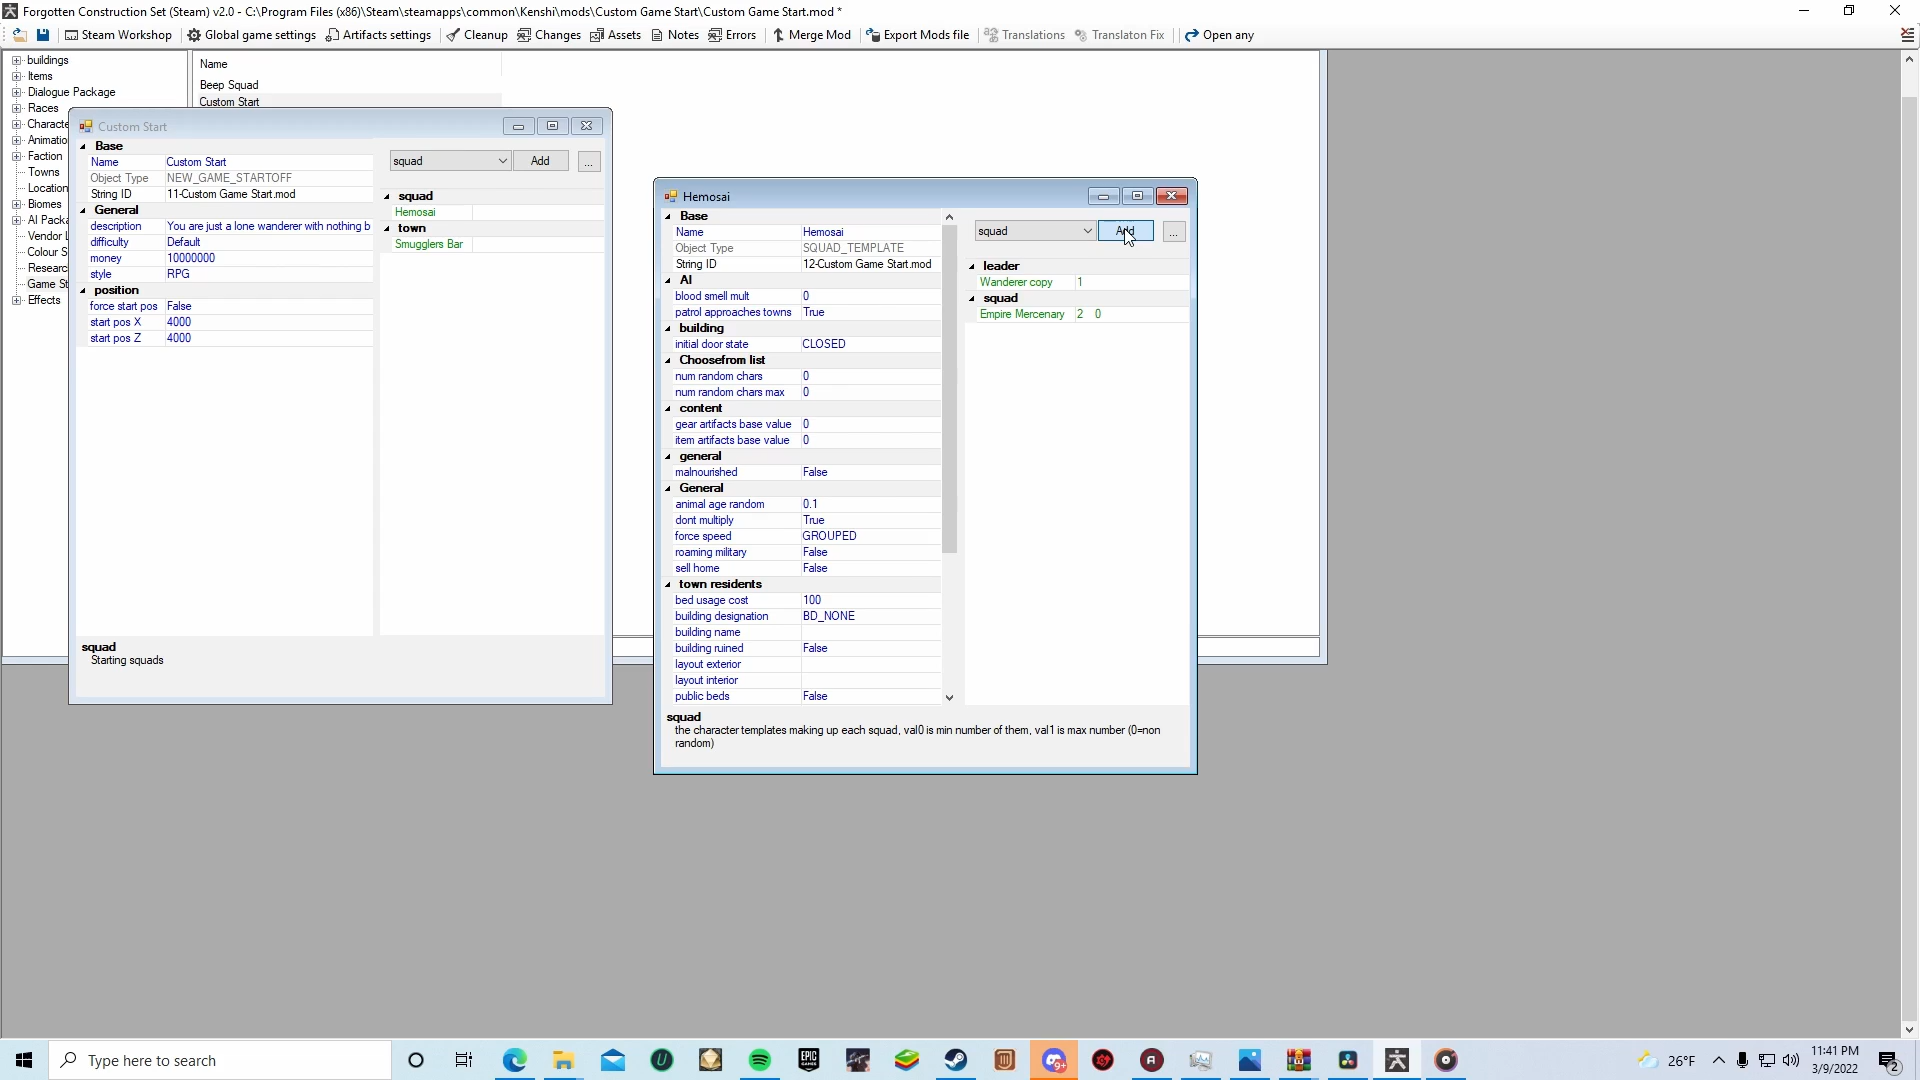 Forgotten Construction Set (Steam) v2.0 - C:\Program Files (x86)\Steam\steamapps\common\Kenshi\mods\Custom Game Start\Custom Game Start.mod *
Steam Workshop Global game settings Artifacts settings Cleanup Changes Assets Notes Errors Merge Mod Export Mods file Translations Translaton Fix Open any
buildings
Items
Dialogue Package
Races
Characte
Animatio
Faction
Towns
Location
Biomes
AI Packa
Vendor L
Colour S
Researc
Game St
Effects
Name
Beep Squad
Custom Start
Custom Start
Base
Name Custom Start
Object Type NEW_GAME_STARTOFF
String ID 11-Custom Game Start.mod
General
description You are just a lone wanderer with nothing b
difficulty Default
money 10000000
style RPG
position
force start pos False
start pos X 4000
start pos Z 4000
squad Add ...
squad
Hemosai
town
Smugglers Bar
squad
Starting squads
Hemosai
Base
Name Hemosai
Object Type SQUAD_TEMPLATE
String ID 12-Custom Game Start.mod
AI
blood smell mult 0
patrol approaches towns True
building
initial door state CLOSED
Choosefrom list
num random chars 0
num random chars max 0
content
gear artifacts base value 0
item artifacts base value 0
general
malnourished False
General
animal age random 0.1
dont multiply True
force speed GROUPED
roaming military False
sell home False
town residents
bed usage cost 100
building designation BD_NONE
building name
building ruined False
layout exterior
layout interior
public beds False
squad Add ...
leader
Wanderer copy 1
squad
Empire Mercenary 2 0
squad
the character templates making up each squad, val0 is min number of them, val1 is max number (0=non
random)
Type here to search
EPIC GAMES
9+
26°F
11:41 PM
3/9/2022
2